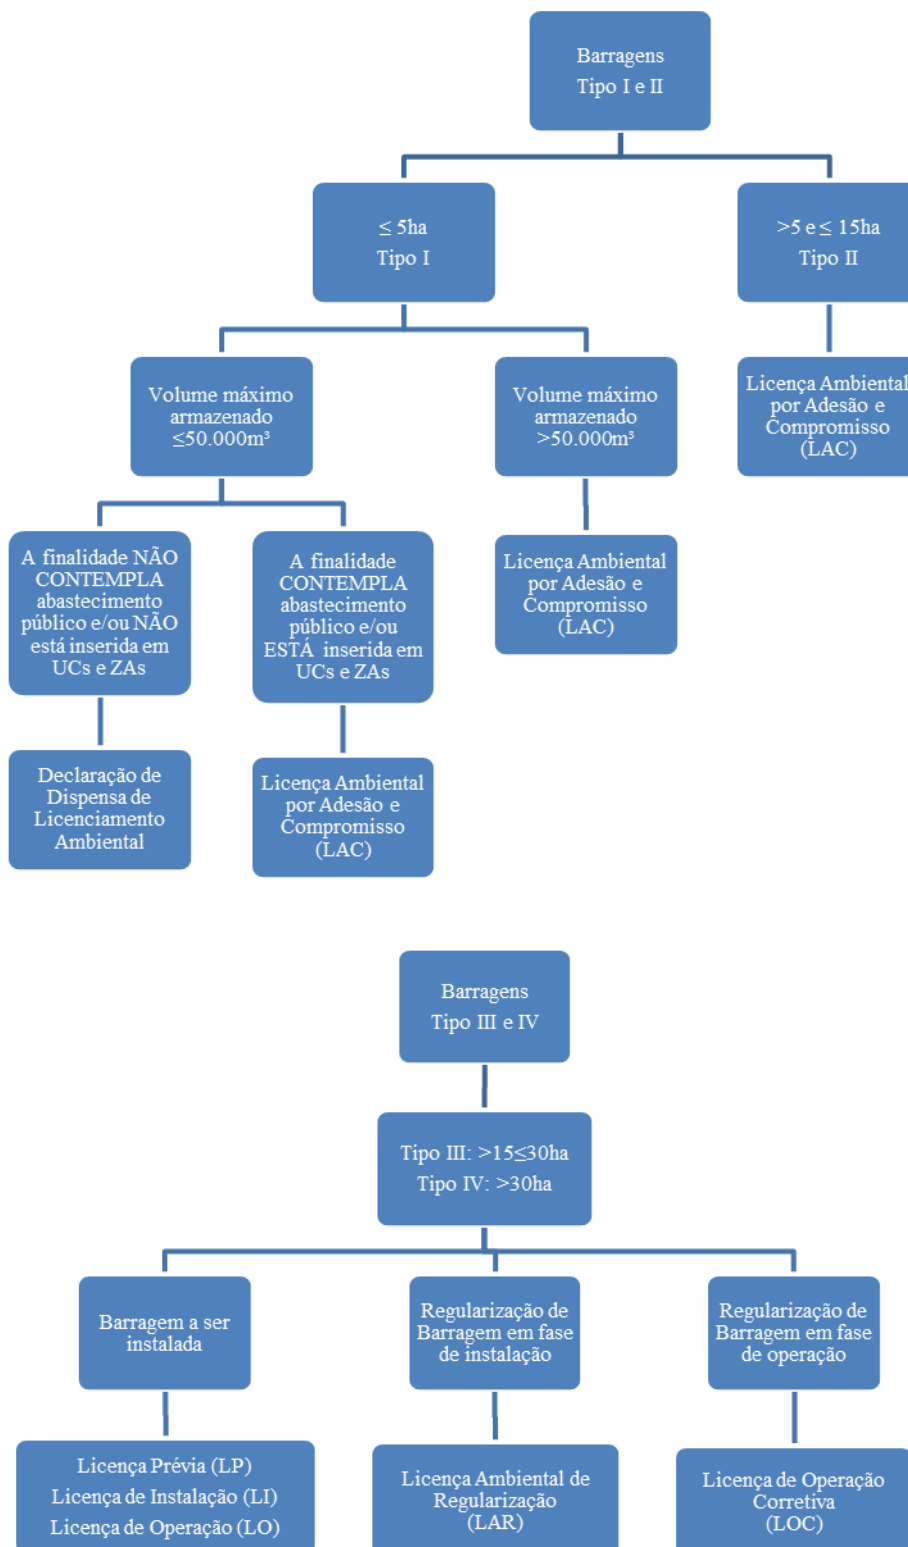 Barragens
Tipo I e II
≤ 5ha
Tipo I
>5 e ≤ 15ha
Tipo II
Volume máximo
armazenado
≤50.000m³
Volume máximo
armazenado
>50.000m³
Licença Ambiental
por Adesão e
Compromisso
(LAC)
A finalidade NÃO
CONTEMPLA
abastecimento
público e/ou NÃO
está inserida em
UCs e ZAs
A finalidade
CONTEMPLA
abastecimento
público e/ou
ESTÁ inserida em
UCs e ZAs
Licença Ambiental
por Adesão e
Compromisso
(LAC)
Declaração de
Dispensa de
Licenciamento
Ambiental
Licença Ambiental
por Adesão e
Compromisso
(LAC)
Barragens
Tipo III e IV
Tipo III: >15≤30ha
Tipo IV: >30ha
Barragem a ser
instalada
Regularização de
Barragem em fase
de instalação
Regularização de
Barragem em fase
de operação
Licença Prévia (LP)
Licença de Instalação (LI)
Licença de Operação (LO)
Licença Ambiental de
Regularização
(LAR)
Licença de Operação
Corretiva
(LOC)